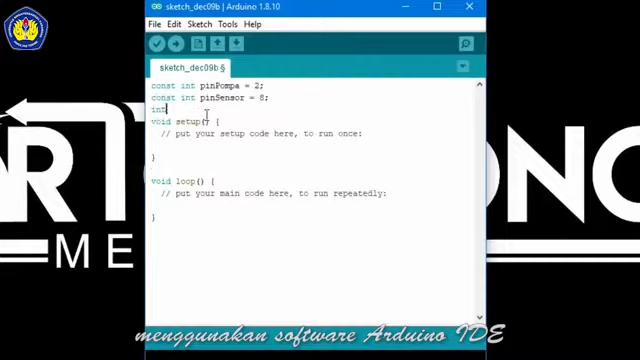 sketch_dec09b | Arduino 1.8.10
File Edit Sketch Tools Help
sketch_dec09b §
const int pinPompa = 2;
const int pinSensor = 8;
int
void setup() {
// put your setup code here, to run once:
}
void loop() {
// put your main code here, to run repeatedly:
}
ME
menggunakan software Arduino IDE